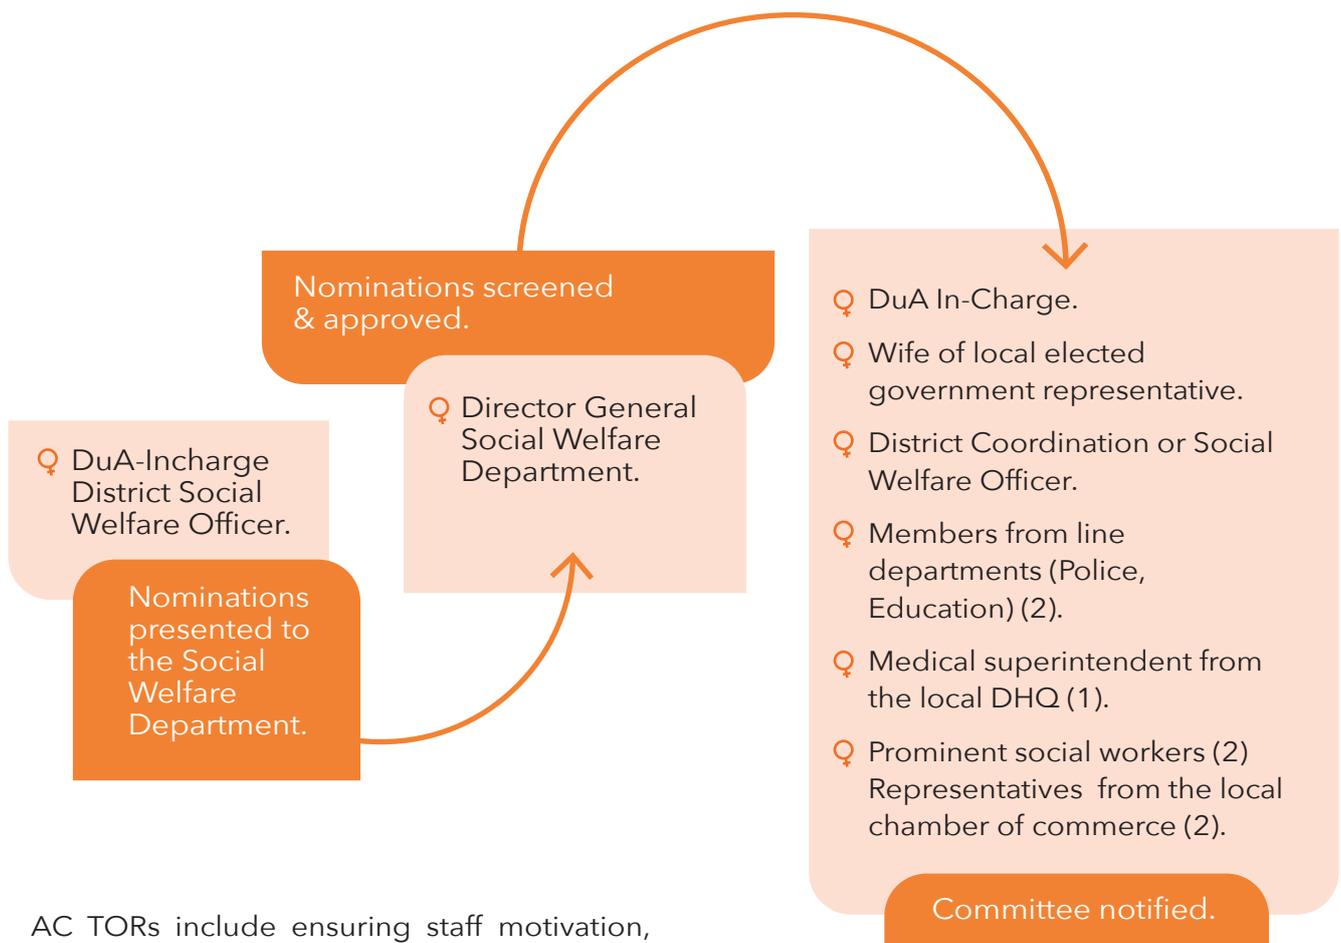 DuA-Incharge
District Social
Welfare Officer.
Nominations
presented to
the Social
Welfare
Department.
Nominations screened
& approved.
Director General
Social Welfare
Department.
DuA In-Charge.
Wife of local elected
government representative.
District Coordination or Social
Welfare Officer.
Members from line
departments (Police,
Education) (2).
Medical superintendent from
the local DHQ (1).
Prominent social workers (2)
Representatives from the local
chamber of commerce (2).
Committee notified.
AC TORs include ensuring staff motivation,